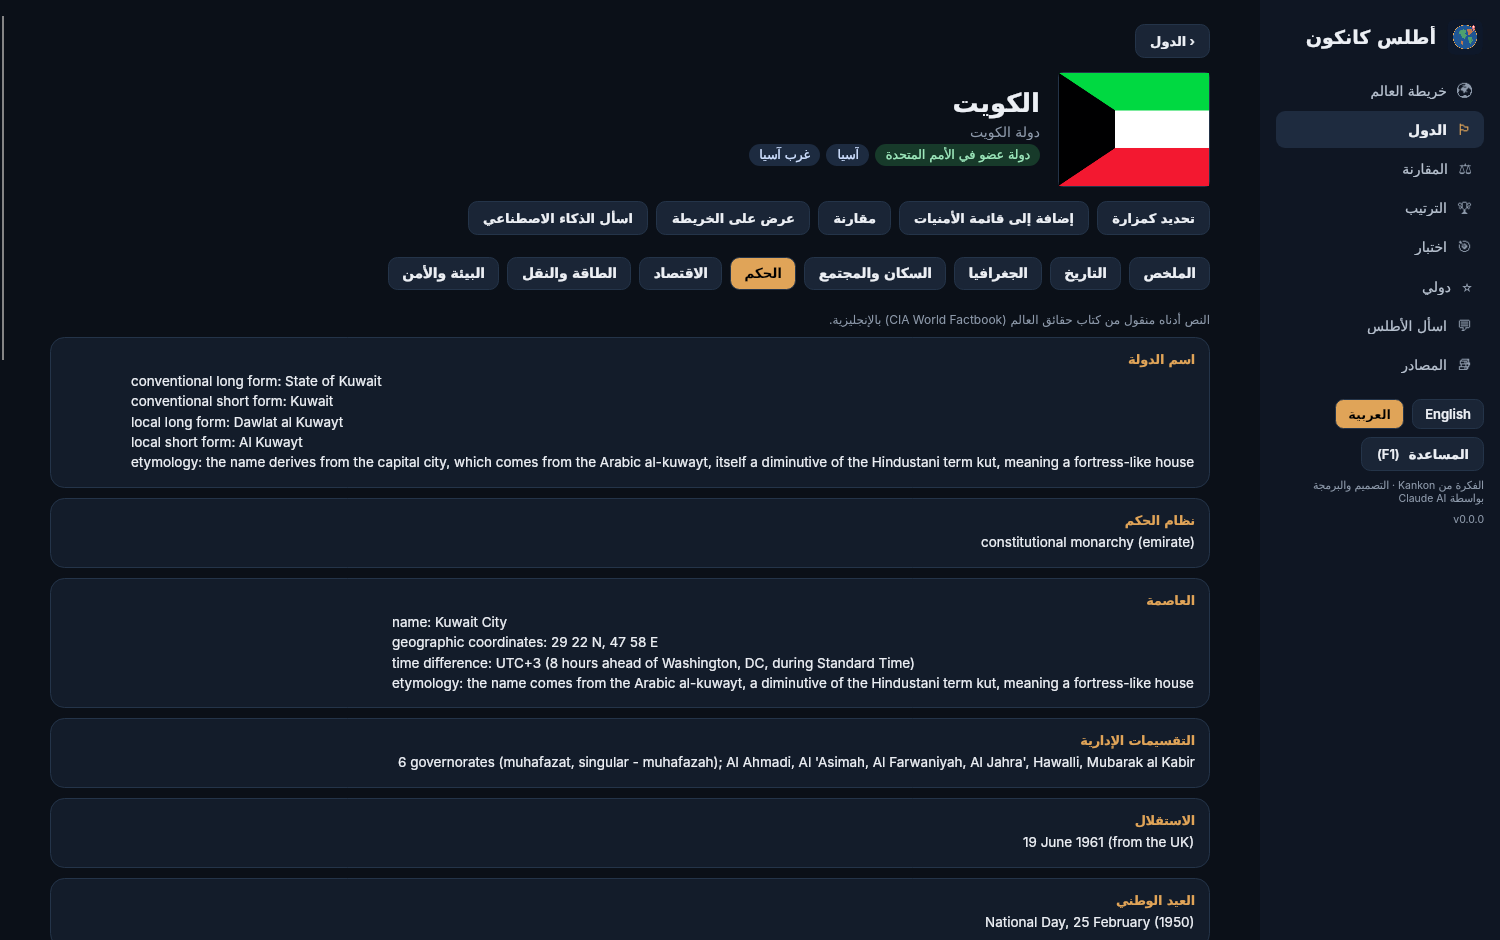 أطلس كانكون
خريطة العالم
الدول
المقارنة
الترتيب
اختبار
دولي
اسأل الأطلس
المصادر
English
العربية
المساعدة (F1)
الفكرة من Kankon · التصميم والبرمجة
بواسطة Claude AI
v0.0.0
‹ الدول
الكويت
دولة الكويت
دولة عضو في الأمم المتحدة
آسيا
غرب آسيا
تحديد كمزارة
إضافة إلى قائمة الأمنيات
مقارنة
عرض على الخريطة
اسأل الذكاء الاصطناعي
الملخص
التاريخ
الجغرافيا
السكان والمجتمع
الحكم
الاقتصاد
الطاقة والنقل
البيئة والأمن
النص أدناه منقول من كتاب حقائق العالم (CIA World Factbook) بالإنجليزية.
اسم الدولة
conventional long form: State of Kuwait
conventional short form: Kuwait
local long form: Dawlat al Kuwayt
local short form: Al Kuwayt
etymology: the name derives from the capital city, which comes from the Arabic al-kuwayt, itself a diminutive of the Hindustani term kut, meaning a fortress-like house
نظام الحكم
constitutional monarchy (emirate)
العاصمة
name: Kuwait City
geographic coordinates: 29 22 N, 47 58 E
time difference: UTC+3 (8 hours ahead of Washington, DC, during Standard Time)
etymology: the name comes from the Arabic al-kuwayt, a diminutive of the Hindustani term kut, meaning a fortress-like house
التقسيمات الإدارية
6 governorates (muhafazat, singular - muhafazah); Al Ahmadi, Al 'Asimah, Al Farwaniyah, Al Jahra', Hawalli, Mubarak al Kabir
الاستقلال
19 June 1961 (from the UK)
العيد الوطني
National Day, 25 February (1950)